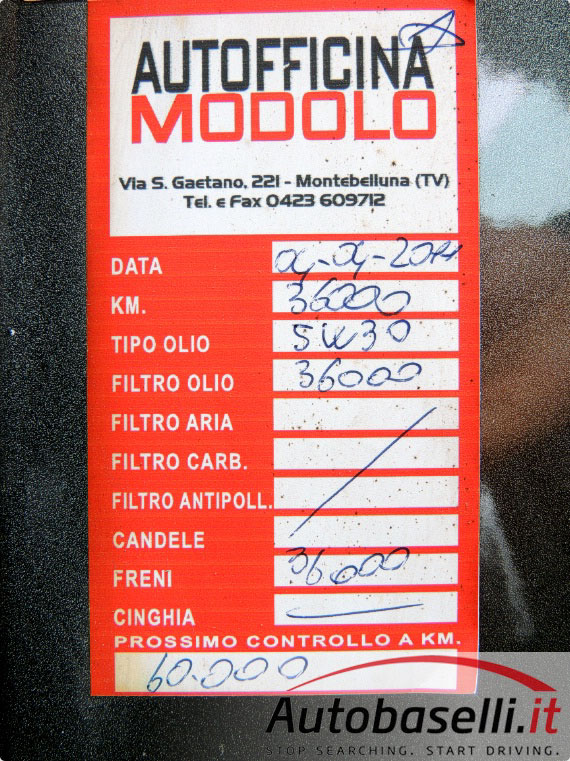 AUTOFFICINA
MODOLO
Via S. Gaetano, 221 - Montebelluna (TV)
Tel. e Fax 0423 609712
DATA
KM. 36000
TIPO OLIO 5W30
FILTRO OLIO 36000
FILTRO ARIA
FILTRO CARB.
FILTRO ANTIPOLL.
CANDELE
FRENI 36.000
CINGHIA
PROSSIMO CONTROLLO A KM.
60.000
Autobaselli.it
STOP SEARCHING. START DRIVING.